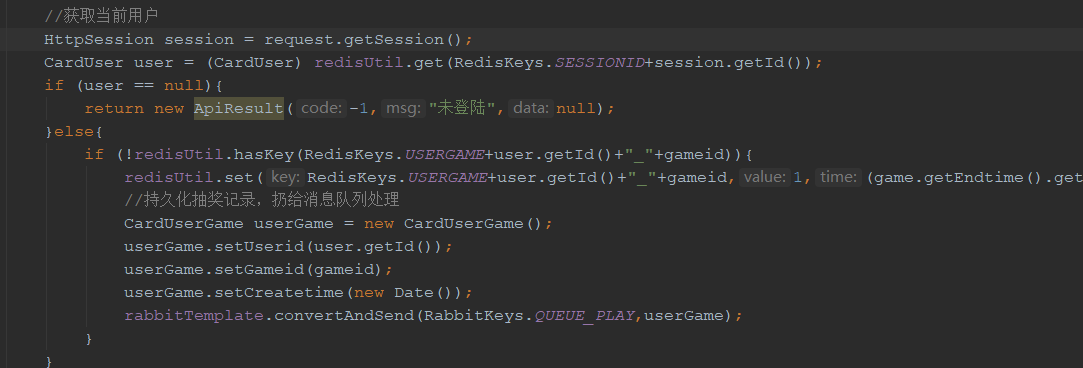 //获取当前用户
HttpSession session = request.getSession();
CardUser user = (CardUser) redisUtil.get(RedisKeys.SESSIONID+session.getId());
if (user == null){
return new ApiResult( code: -1, msg: "未登陆", data: null);
}else{
if (!redisUtil.hasKey(RedisKeys.USERGAME+user.getId()+"_"+gameid)){
redisUtil.set( key: RedisKeys.USERGAME+user.getId()+"_"+gameid, value: 1, time: (game.getEndtime().get
//持久化抽奖记录，扔给消息队列处理
CardUserGame userGame = new CardUserGame();
userGame.setUserid(user.getId());
userGame.setGameid(gameid);
userGame.setCreatetime(new Date());
rabbitTemplate.convertAndSend(RabbitKeys.QUEUE_PLAY,userGame);
}
}